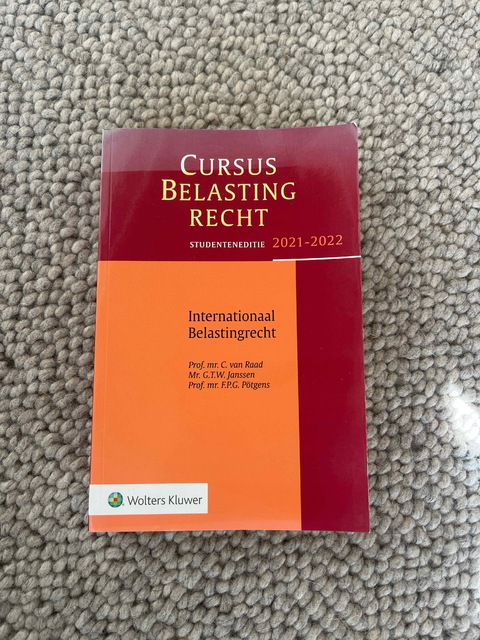 CURSUS
BELASTING
RECHT
STUDENTENEDITIE 2021-2022
Internationaal
Belastingrecht
Prof. mr. C. van Raad
Mr. G.T.W. Janssen
Prof. mr. F.P.G. Pötgens
Wolters Kluwer